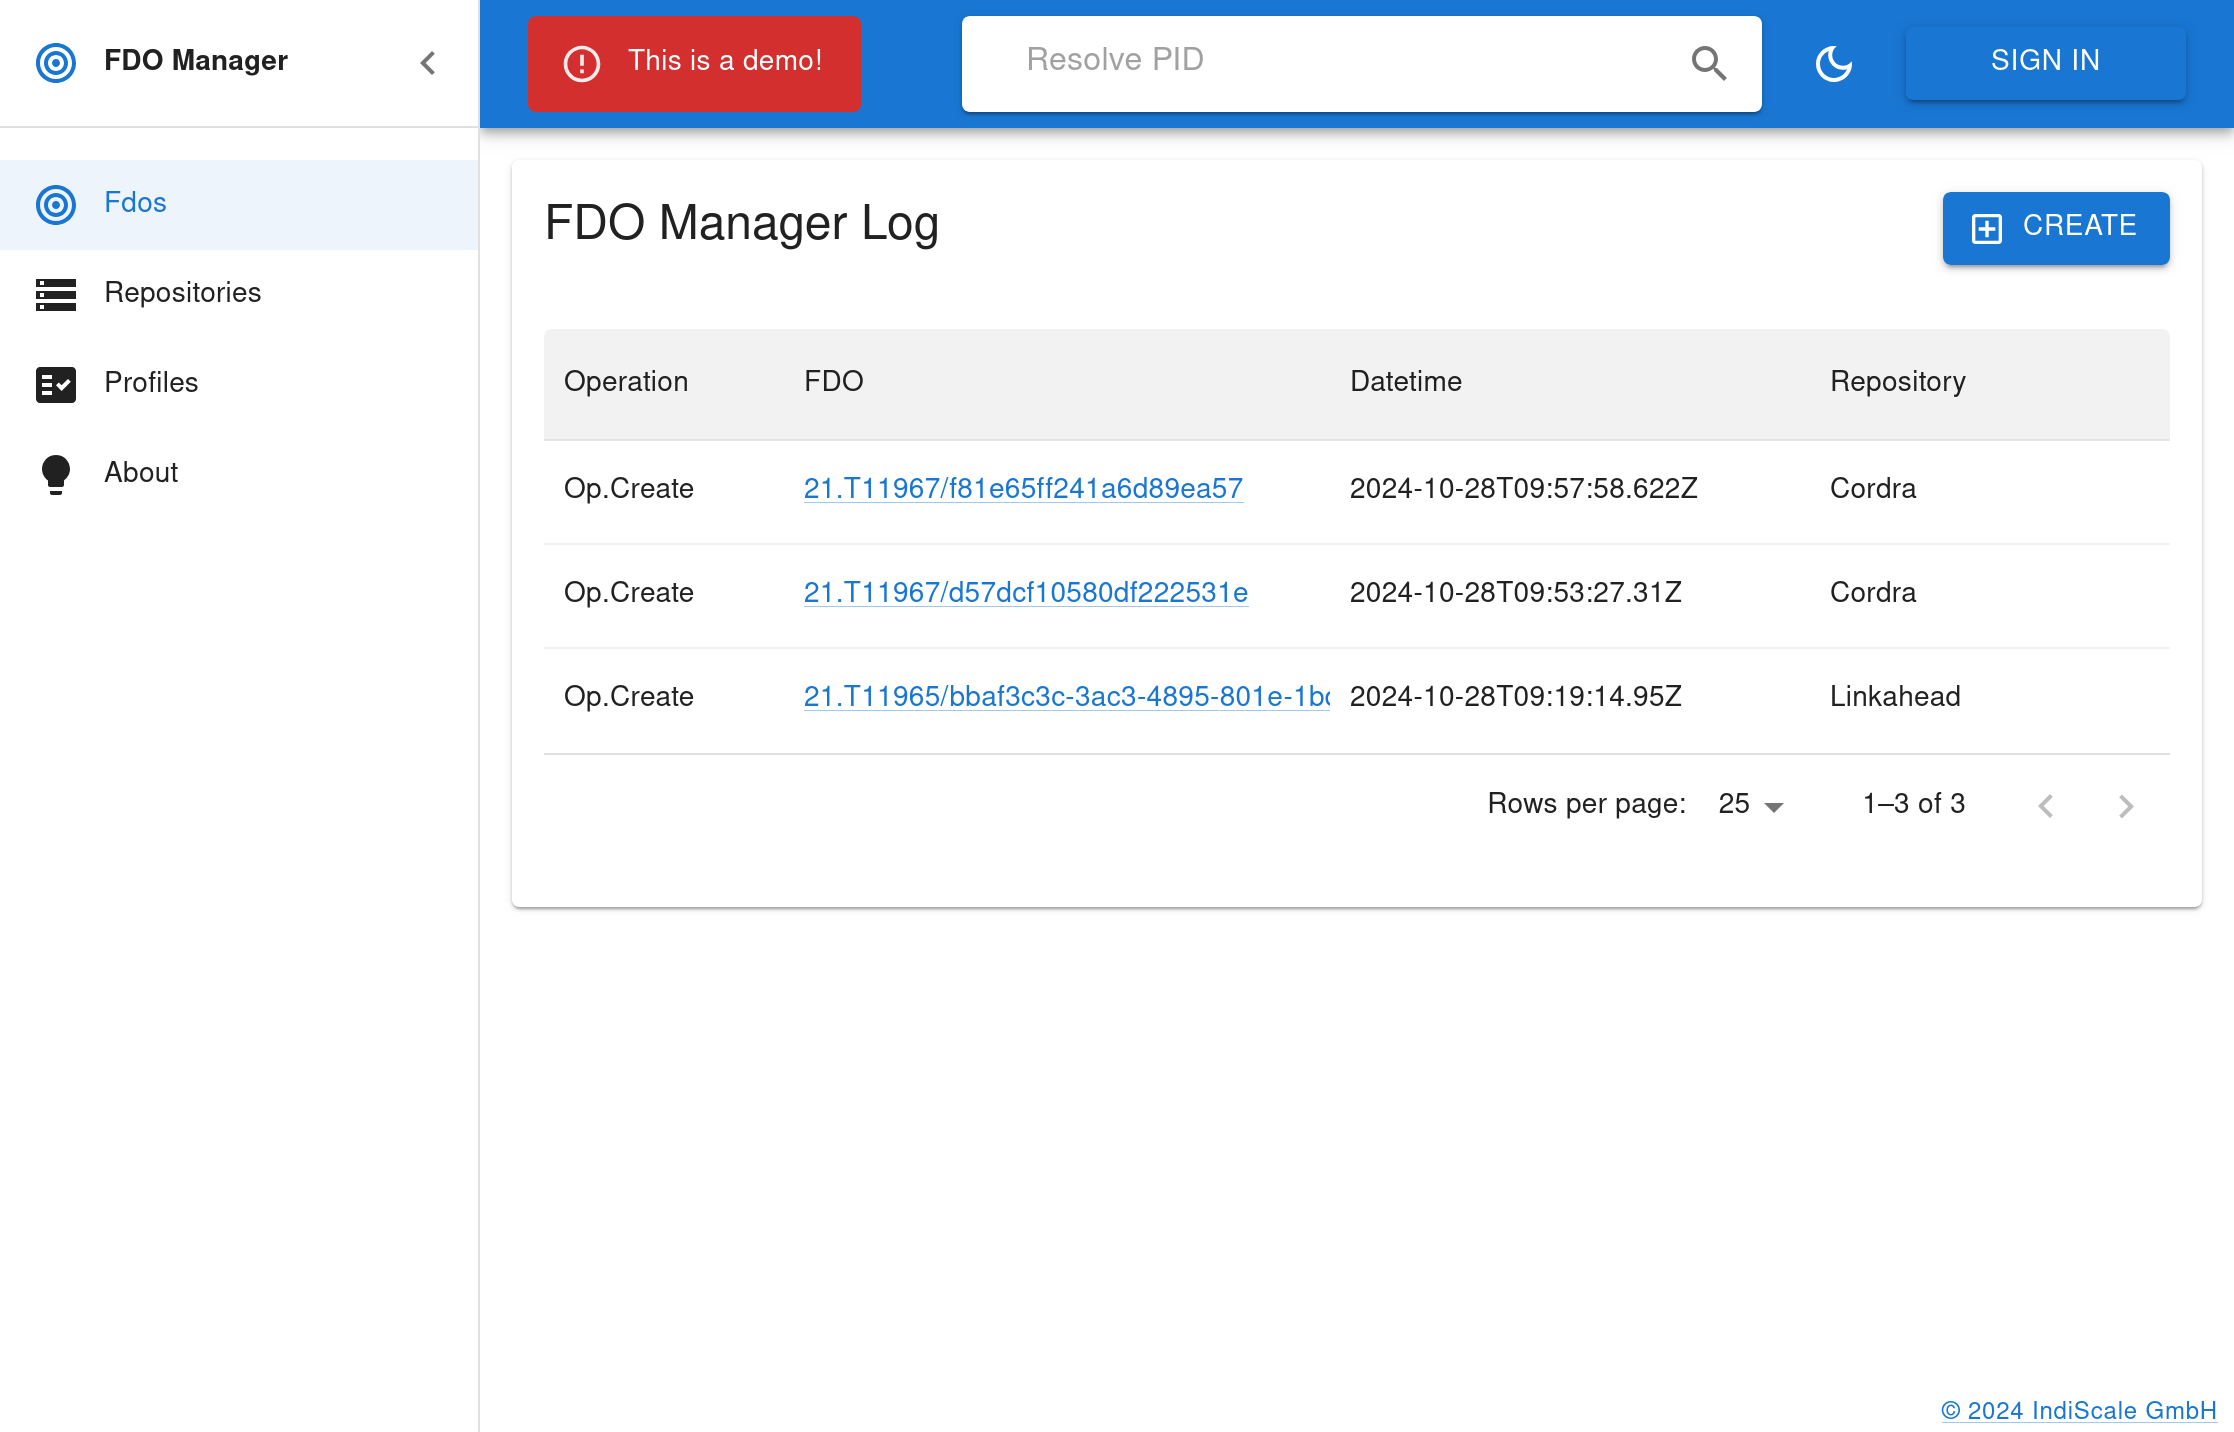 FDO Manager
This is a demo!
Resolve PID
SIGN IN
Fdos
Repositories
Profiles
About
FDO Manager Log
CREATE
Operation FDO Datetime Repository
Op.Create 21.T11967/f81e65ff241a6d89ea57 2024-10-28T09:57:58.622Z Cordra
Op.Create 21.T11967/d57dcf10580df222531e 2024-10-28T09:53:27.31Z Cordra
Op.Create 21.T11965/bbaf3c3c-3ac3-4895-801e-1b 2024-10-28T09:19:14.95Z Linkahead
Rows per page: 25 1–3 of 3
© 2024 IndiScale GmbH